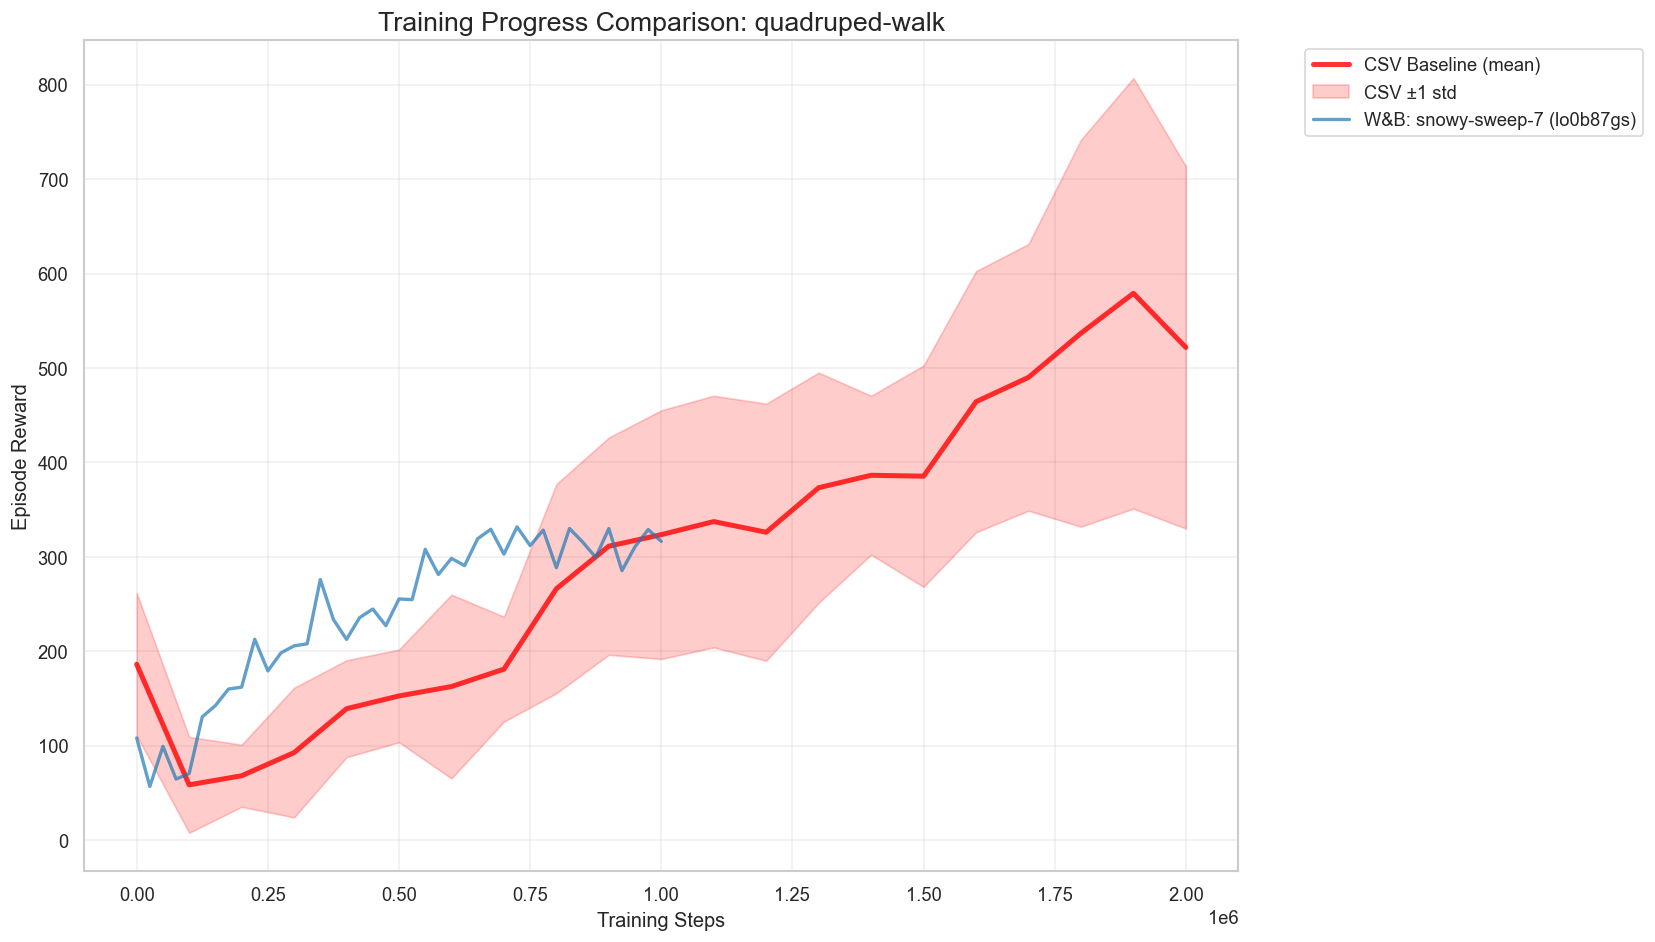 Training Progress Comparison: quadruped-walk
CSV Baseline (mean)
CSV ±1 std
W&B: snowy-sweep-7 (lo0b87gs)
Episode Reward
800
700
600
500
400
300
200
100
0
0.00 0.25 0.50 0.75 1.00 1.25 1.50 1.75 2.00
1e6
Training Steps